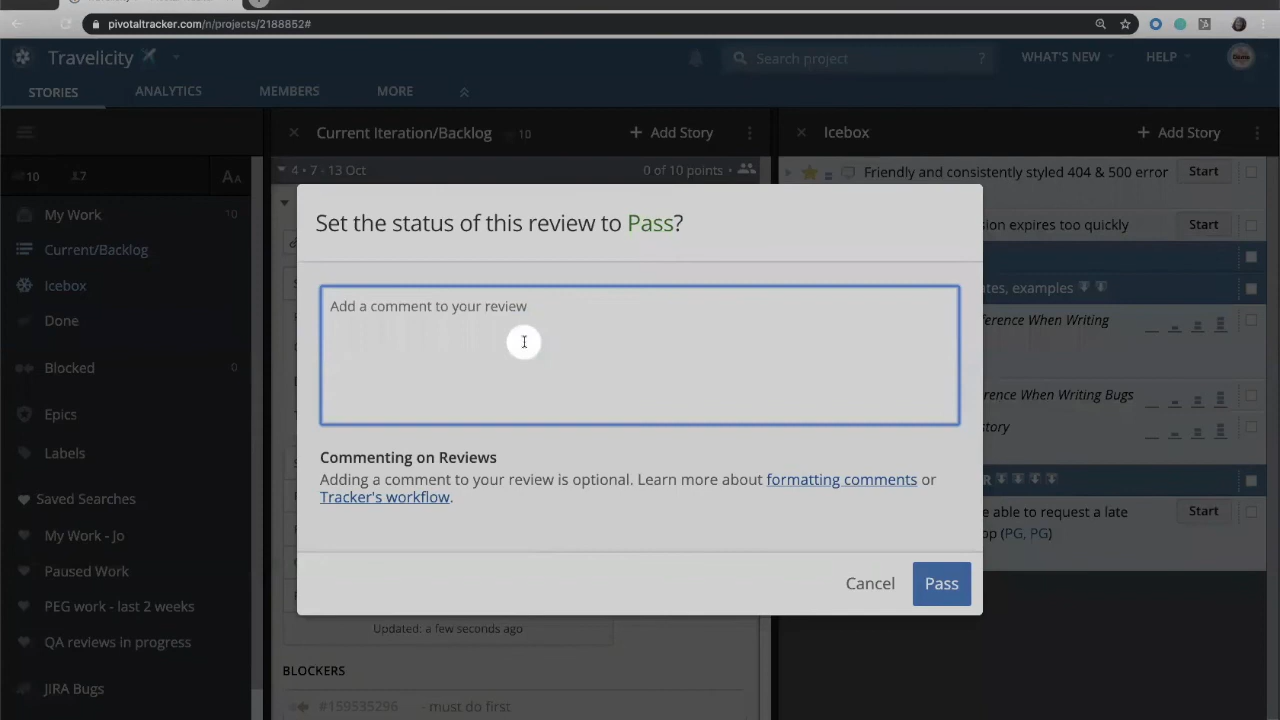 pivotaltracker.com/n/projects/2188852#
Travelicity
Search project
?
WHAT'S NEW
HELP
STORIES
ANALYTICS
MEMBERS
MORE
Current Iteration/Backlog
10
+ Add Story
Icebox
+ Add Story
10
7
AA
4 • 7 - 13 Oct
0 of 10 points •
Friendly and consistently styled 404 & 500 error
Start
My Work
10
Current/Backlog
Icebox
Done
Blocked
0
Epics
Labels
Saved Searches
My Work - Jo
Paused Work
PEG work - last 2 weeks
QA reviews in progress
JIRA Bugs
Set the status of this review to Pass?
Add a comment to your review
Commenting on Reviews
Adding a comment to your review is optional. Learn more about formatting comments or
Tracker's workflow.
Cancel
Pass
sion expires too quickly
Start
tes, examples
ference When Writing
rence When Writing Bugs
story
R
e able to request a late
Start
op (PG, PG)
Updated: a few seconds ago
BLOCKERS
#159535296
- must do first